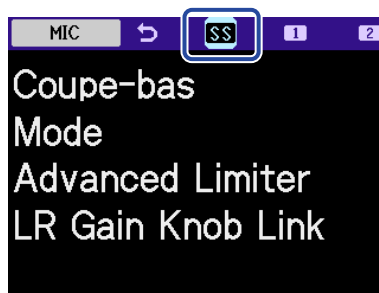 MIC SS 1 2
Coupe-bas
Mode
Advanced Limiter
LR Gain Knob Link